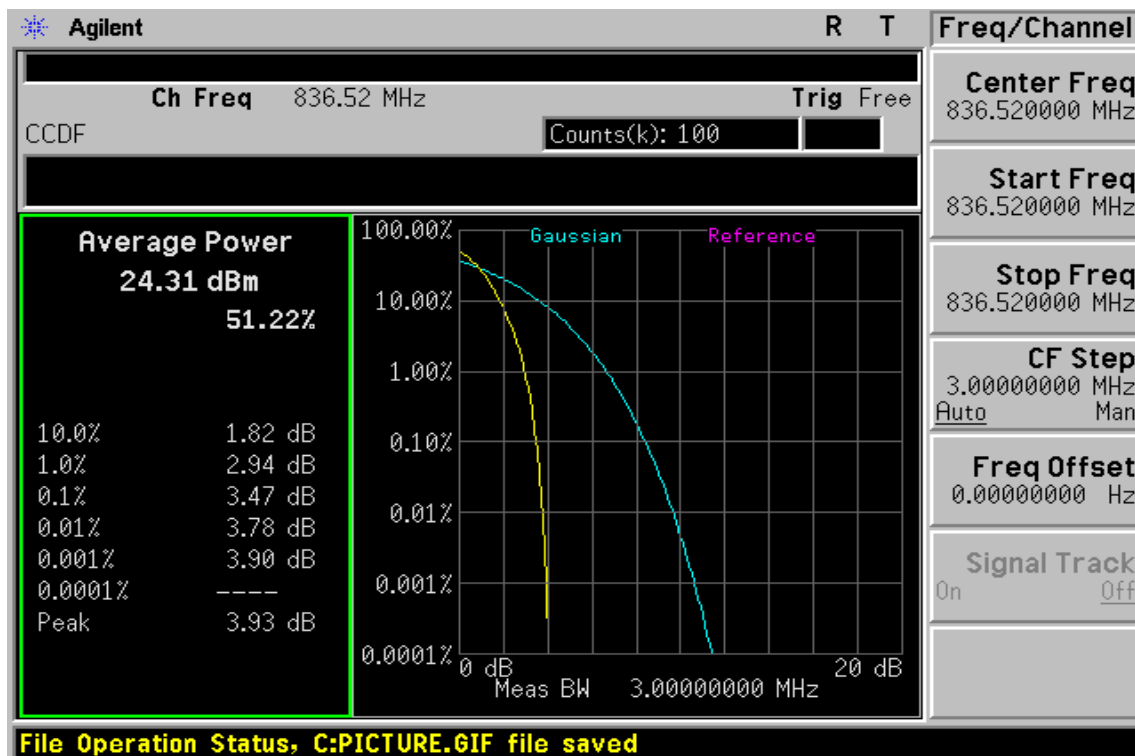 Agilent
R T
Freq/Channel
Ch Freq 836.52 MHz
Trig Free
CCDF
Counts(k): 100
Average Power
24.31 dBm
51.22%
10.0% 1.82 dB
1.0% 2.94 dB
0.1% 3.47 dB
0.01% 3.78 dB
0.001% 3.90 dB
0.0001% ----
Peak 3.93 dB
Gaussian
Reference
100.00%
10.00%
1.00%
0.10%
0.01%
0.001%
0.0001%
0 dB
20 dB
Meas BW 3.00000000 MHz
Center Freq
836.520000 MHz
Start Freq
836.520000 MHz
Stop Freq
836.520000 MHz
CF Step
3.00000000 MHz
Auto Man
Freq Offset
0.00000000 Hz
Signal Track
On Off
File Operation Status, C:PICTURE.GIF file saved